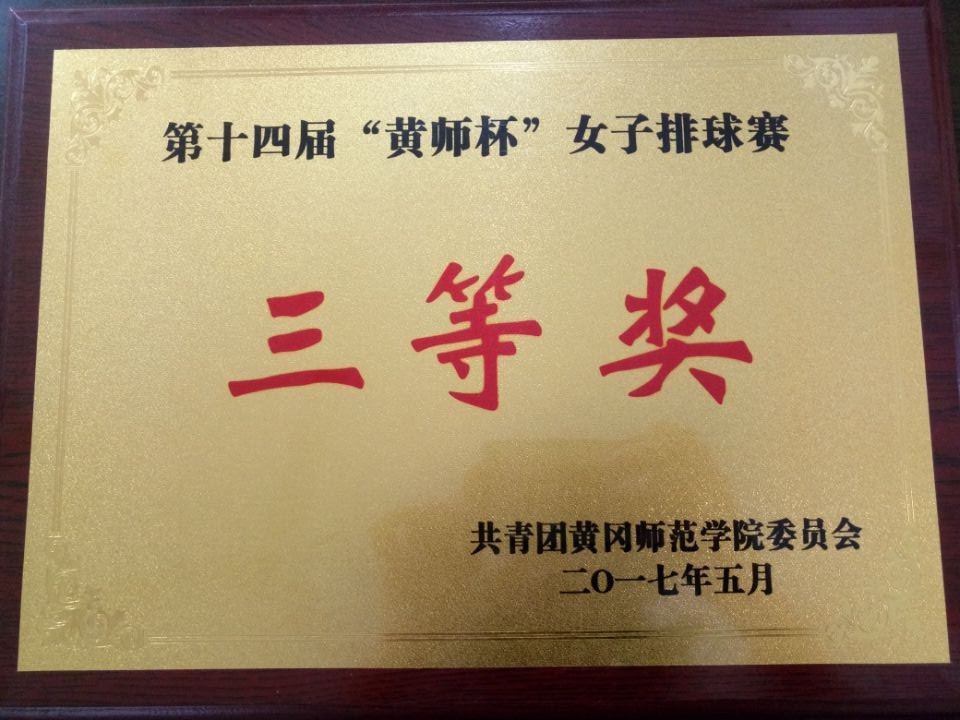 第十四届“黄师杯”女子排球赛
三等奖
共青团黄冈师范学院委员会
二O一七年五月